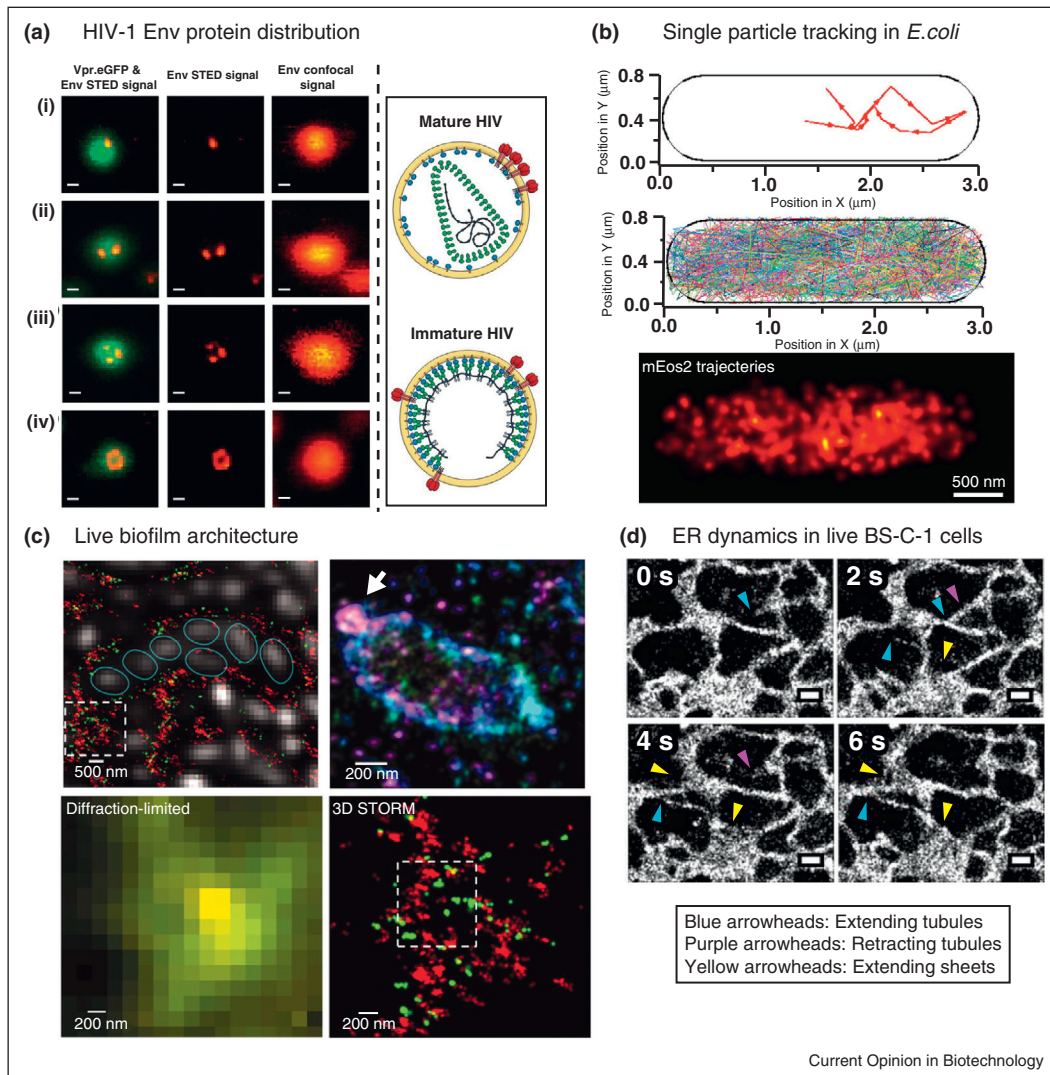 (a) HIV-1 Env protein distribution
Vpr.eGFP &
Env STED signal
Env STED signal
Env confocal
signal
(i)
(ii)
(iii)
(iv)
Mature HIV
Immature HIV
(b) Single particle tracking in E.coli
Position in Y (μm)
0.8
0.4
0.0
0.0 1.0 2.0 3.0
Position in X (μm)
Position in Y (μm)
0.8
0.4
0.0
0.0 1.0 2.0 3.0
Position in X (μm)
mEos2 trajecteries
500 nm
(c) Live biofilm architecture
500 nm
200 nm
Diffraction-limited
200 nm
3D STORM
200 nm
(d) ER dynamics in live BS-C-1 cells
0 s
2 s
4 s
6 s
Blue arrowheads: Extending tubules
Purple arrowheads: Retracting tubules
Yellow arrowheads: Extending sheets
Current Opinion in Biotechnology